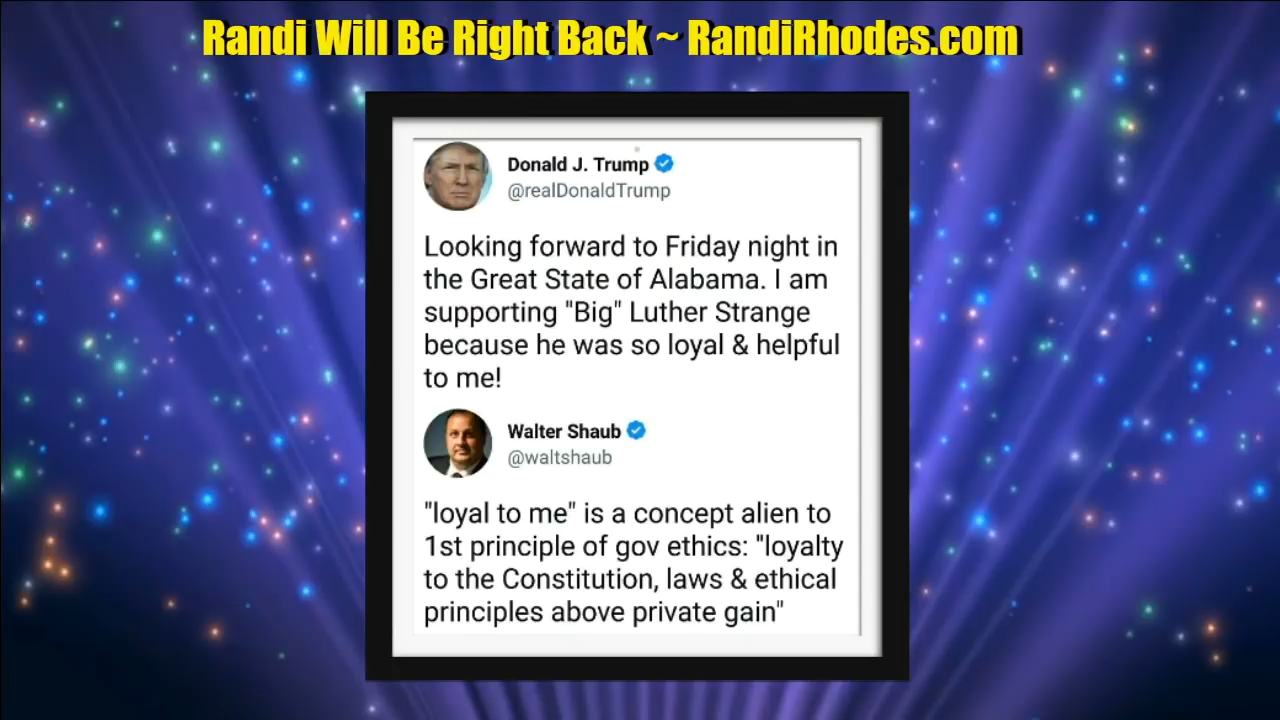 Randi Will Be Right Back ~ RandiRhodes.com
Donald J. Trump
@realDonaldTrump
Looking forward to Friday night in
the Great State of Alabama. I am
supporting "Big" Luther Strange
because he was so loyal & helpful
to me!
Walter Shaub
@waltshaub
"loyal to me" is a concept alien to
1st principle of gov ethics: "loyalty
to the Constitution, laws & ethical
principles above private gain"